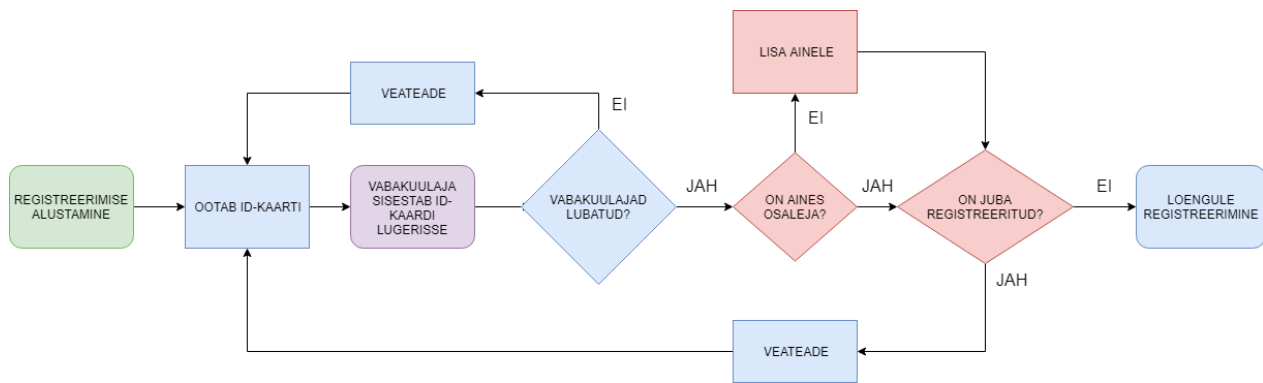 LISA AINELE
VEATEADE
EI
EI
REGISTREERIMISE
ALUSTAMINE
OOTAB ID-KAARTI
VABAKUULAJA
SISESTAB ID-
KAARDI
LUGERISSE
VABAKUULAJAD
LUBATUD?
JAH
ON AINES
OSALEJA?
JAH
ON JUBA
REGISTREERITUD?
EI
LOENGULE
REGISTREERIMINE
JAH
VEATEADE